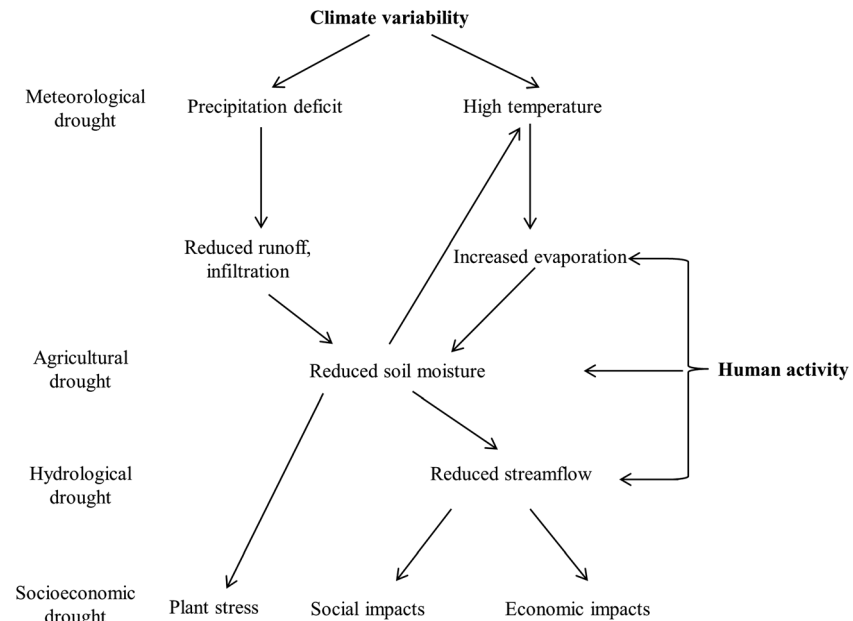 Climate variability
Meteorological
drought
Precipitation deficit
High temperature
Reduced runoff,
infiltration
Increased evaporation
Agricultural
drought
Reduced soil moisture
Human activity
Hydrological
drought
Reduced streamflow
Socioeconomic
drought
Plant stress
Social impacts
Economic impacts